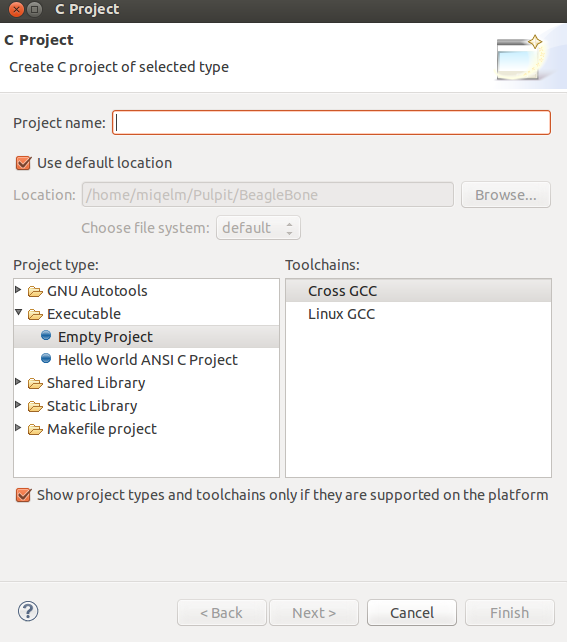 C Project
C Project
Create C project of selected type
Project name:
Use default location
Location: /home/miqelm/Pulpit/BeagleBone Browse...
Choose file system: default
Project type: Toolchains:
GNU Autotools Cross GCC
Executable Linux GCC
Empty Project
Hello World ANSI C Project
Shared Library
Static Library
Makefile project
Show project types and toolchains only if they are supported on the platform
? < Back Next > Cancel Finish